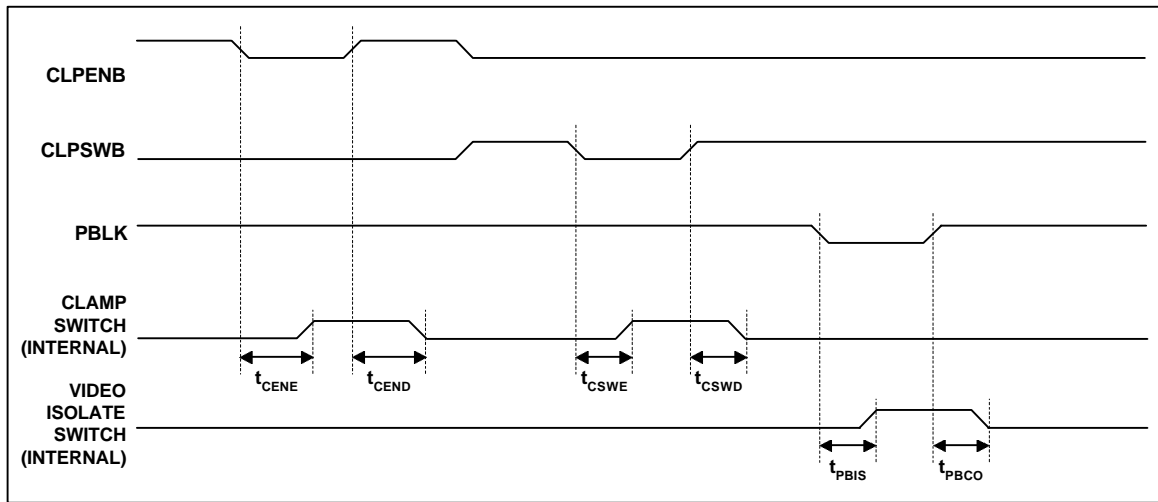 CLPENB
CLPSWB
PBLK
CLAMP
SWITCH
(INTERNAL)
t_CENE t_CEND t_CSWE t_CSWD
VIDEO
ISOLATE
SWITCH
(INTERNAL)
t_PBIS t_PBCO